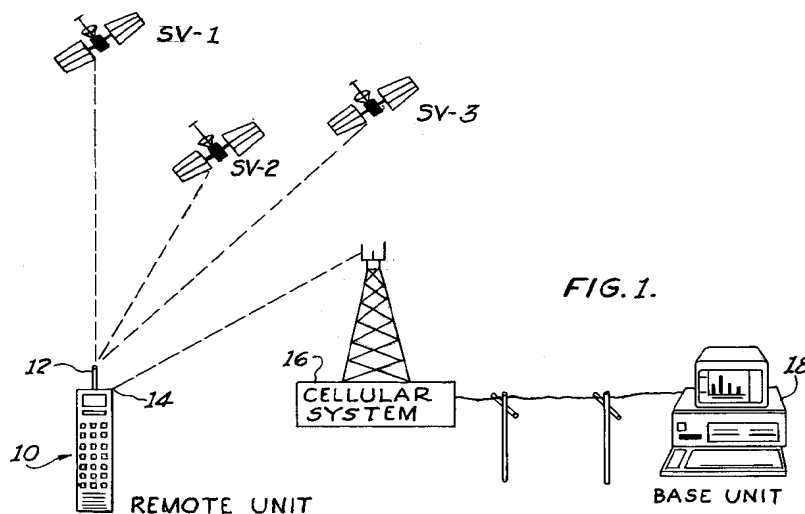 SV-1
SV-2
SV-3
FIG. 1.
12
14
16
CELLULAR
SYSTEM
18
10
REMOTE UNIT
BASE UNIT